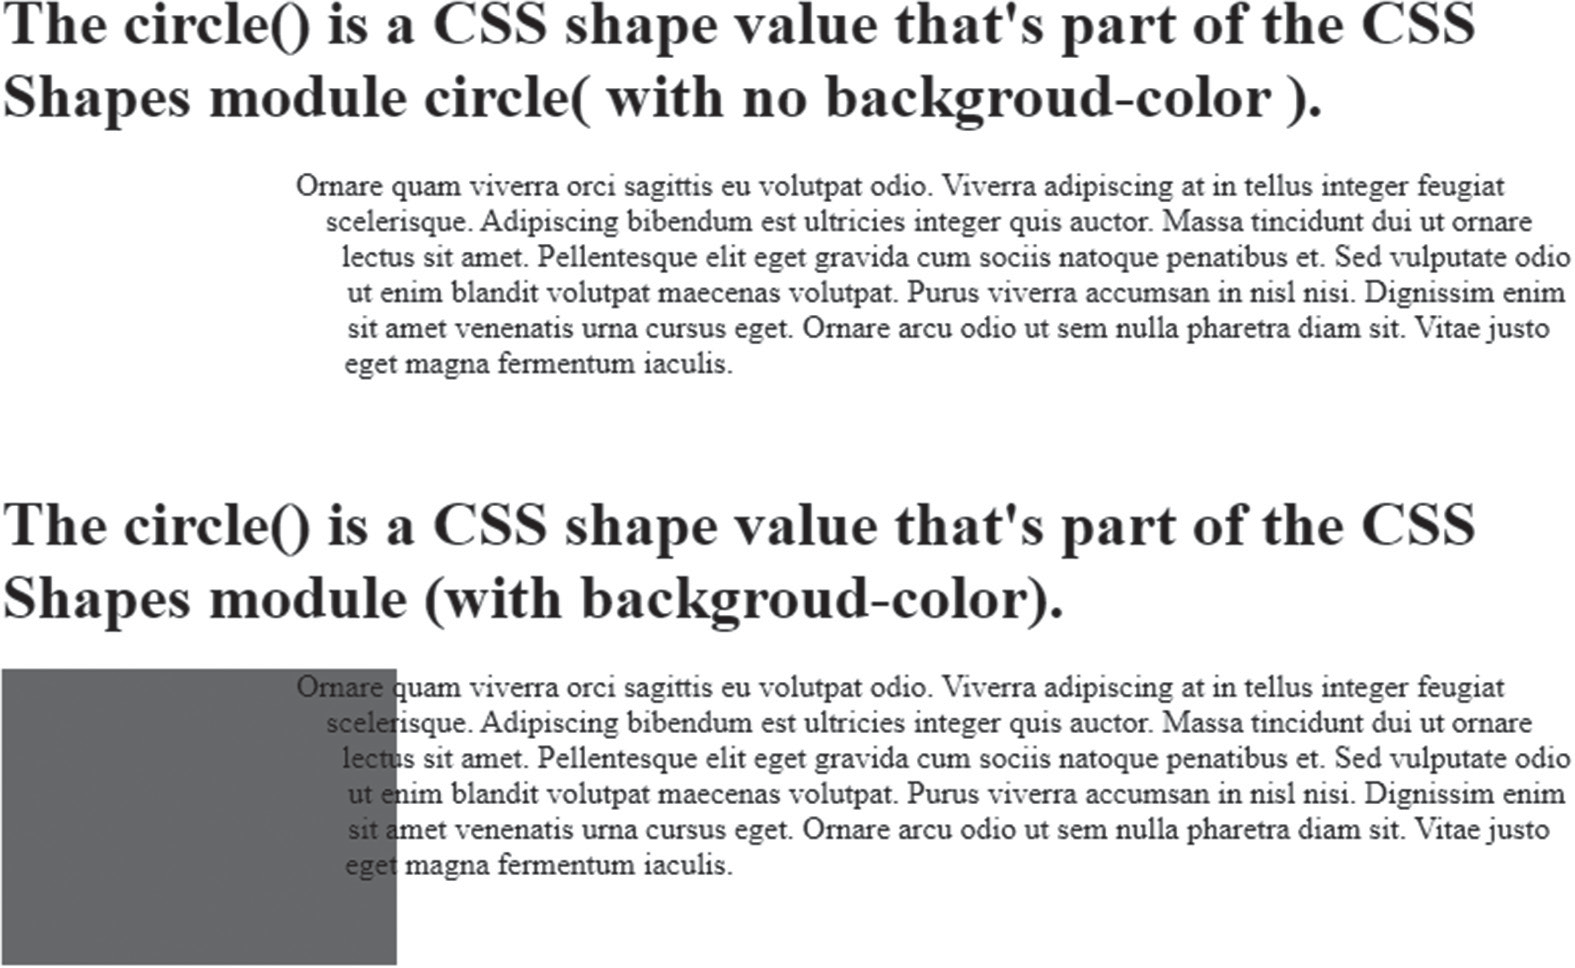 The circle() is a CSS shape value that's part of the CSS
Shapes module circle( with no backgroud-color ).
Ornare quam viverra orci sagittis eu volutpat odio. Viverra adipiscing at in tellus integer feugiat
scelerisque. Adipiscing bibendum est ultricies integer quis auctor. Massa tincidunt dui ut ornare
lectus sit amet. Pellentesque elit eget gravida cum sociis natoque penatibus et. Sed vulputate odio
ut enim blandit volutpat maecenas volutpat. Purus viverra accumsan in nisl nisi. Dignissim enim
sit amet venenatis urna cursus eget. Ornare arcu odio ut sem nulla pharetra diam sit. Vitae justo
eget magna fermentum iaculis.
The circle() is a CSS shape value that's part of the CSS
Shapes module (with backgroud-color).
Ornare quam viverra orci sagittis eu volutpat odio. Viverra adipiscing at in tellus integer feugiat
scelerisque. Adipiscing bibendum est ultricies integer quis auctor. Massa tincidunt dui ut ornare
lectus sit amet. Pellentesque elit eget gravida cum sociis natoque penatibus et. Sed vulputate odio
ut enim blandit volutpat maecenas volutpat. Purus viverra accumsan in nisl nisi. Dignissim enim
sit amet venenatis urna cursus eget. Ornare arcu odio ut sem nulla pharetra diam sit. Vitae justo
eget magna fermentum iaculis.